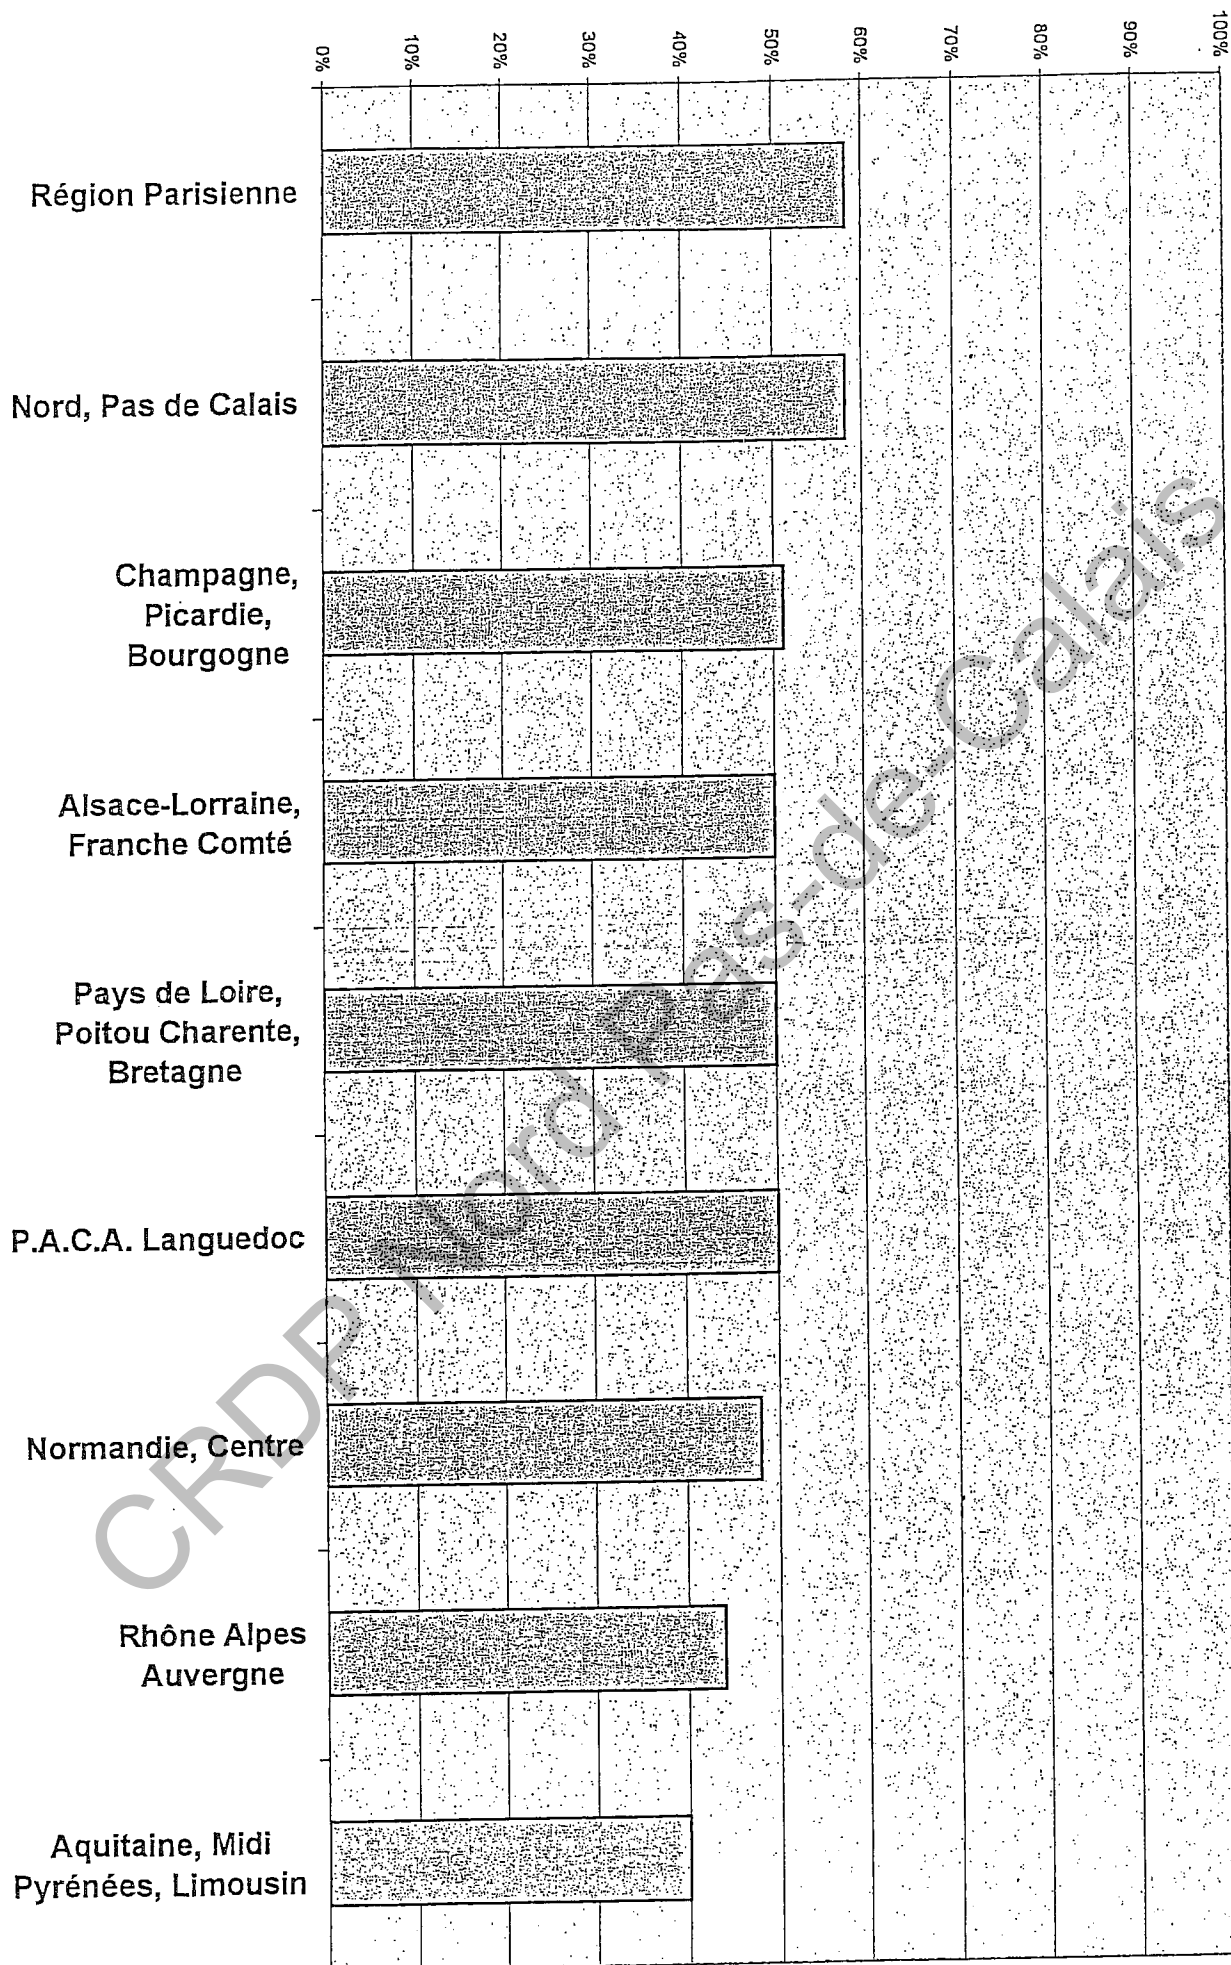 0%
10%
20%
30%
40%
50%
60%
70%
80%
90%
100%
Région Parisienne
Nord, Pas de Calais
Champagne,
Picardie,
Bourgogne
Alsace-Lorraine,
Franche Comté
Pays de Loire,
Poitou Charente,
Bretagne
P.A.C.A. Languedoc
Normandie, Centre
Rhône Alpes
Auvergne
Aquitaine, Midi
Pyrénées, Limousin
CRDP Nord Pas-de-Calais